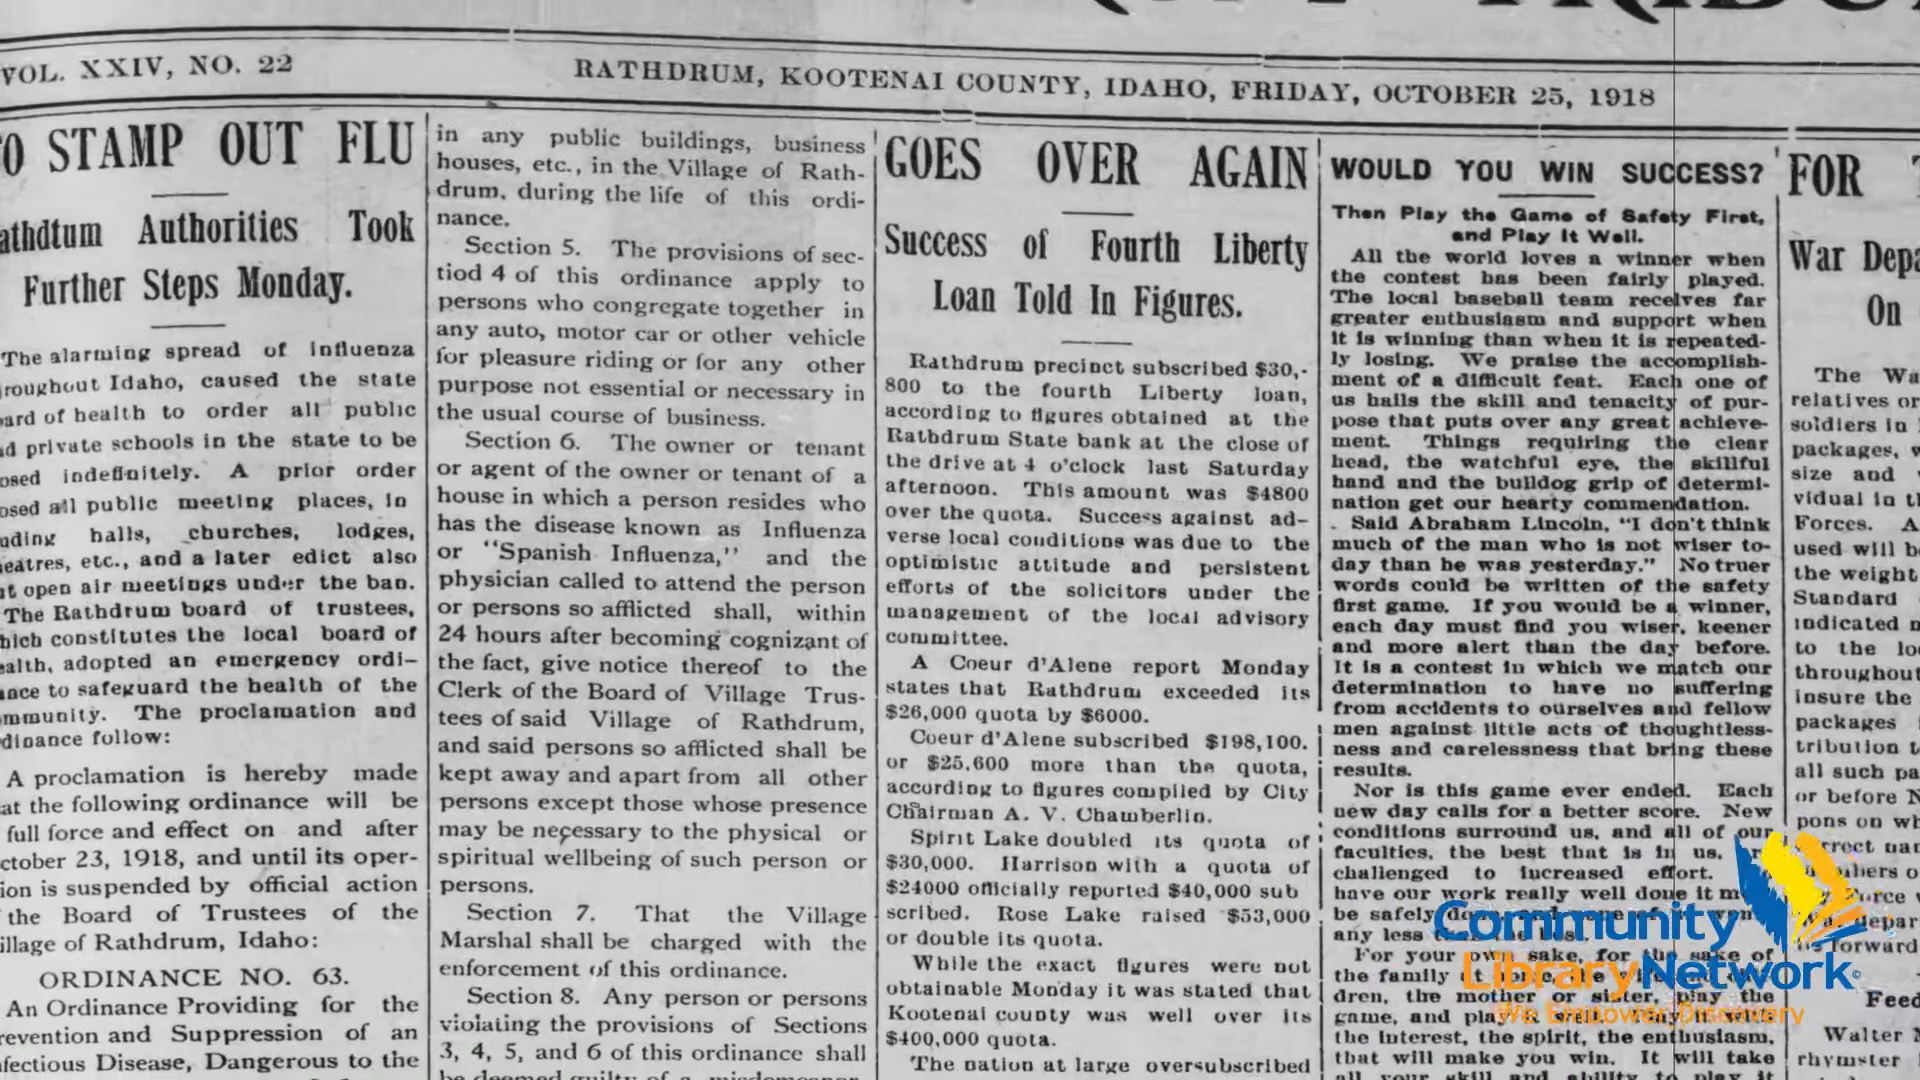 VOL. XXIV, NO. 22
RATHDRUM, KOOTENAI COUNTY, IDAHO, FRIDAY, OCTOBER 25, 1918
O STAMP OUT FLU
athdtum Authorities Took
Further Steps Monday.
The alarming spread of influenza
roughout Idaho, caused the state
ard of health to order all public
d private schools in the state to be
osed indefinitely. A prior order
osed all public meeting places, in
uding halls, churches, lodges,
eatres, etc., and a later edict also
t open air meetings under the ban.
The Rathdrum board of trustees,
hich constitutes the local board of
ealth, adopted an emergency ordi-
nce to safeguard the health of the
mmunity. The proclamation and
dinance follow:
A proclamation is hereby made
at the following ordinance will be
full force and effect on and after
ctober 23, 1918, and until its oper-
ion is suspended by official action
the Board of Trustees of the
illage of Rathdrum, Idaho:
ORDINANCE NO. 63.
An Ordinance Providing for the
revention and Suppression of an
nfectious Disease, Dangerous to the
in any public buildings, business
houses, etc., in the Village of Rath-
drum, during the life of this ordi-
nance.
Section 5. The provisions of sec-
tiod 4 of this ordinance apply to
persons who congregate together in
any auto, motor car or other vehicle
for pleasure riding or for any other
purpose not essential or necessary in
the usual course of business.
Section 6. The owner or tenant
or agent of the owner or tenant of a
house in which a person resides who
has the disease known as Influenza
or "Spanish Influenza," and the
physician called to attend the person
or persons so afflicted shall, within
24 hours after becoming cognizant of
the fact, give notice thereof to the
Clerk of the Board of Village Trus-
tees of said Village of Rathdrum,
and said persons so afflicted shall be
kept away and apart from all other
persons except those whose presence
may be necessary to the physical or
spiritual wellbeing of such person or
persons.
Section 7. That the Village
Marshal shall be charged with the
enforcement of this ordinance.
Section 8. Any person or persons
violating the provisions of Sections
3, 4, 5, and 6 of this ordinance shall
be deemed guilty of a misdemeanor
GOES OVER AGAIN
Success of Fourth Liberty
Loan Told In Figures.
Rathdrum precinct subscribed $30,-
800 to the fourth Liberty loan,
according to figures obtained at the
Rathdrum State bank at the close of
the drive at 4 o'clock last Saturday
afternoon. This amount was $4800
over the quota. Success against ad-
verse local conditions was due to the
optimistic attitude and persistent
efforts of the solicitors under the
management of the local advisory
committee.
A Coeur d'Alene report Monday
states that Rathdrum exceeded its
$26,000 quota by $6000.
Coeur d'Alene subscribed $198,100.
or $25,600 more than the quota,
according to figures compiled by City
Chairman A. V. Chamberlin.
Spirit Lake doubled its quota of
$30,000. Harrison with a quota of
$24000 officially reported $40,000 sub
scribed. Rose Lake raised $53,000
or double its quota.
While the exact figures were not
obtainable Monday it was stated that
Kootenai county was well over its
$400,000 quota.
The nation at large oversubscribed
WOULD YOU WIN SUCCESS?
Then Play the Game of Safety First,
and Play It Well.
All the world loves a winner when
the contest has been fairly played.
The local baseball team receives far
greater enthusiasm and support when
it is winning than when it is repeated-
ly losing. We praise the accomplish-
ment of a difficult feat. Each one of
us hails the skill and tenacity of pur-
pose that puts over any great achieve-
ment. Things requiring the clear
head, the watchful eye, the skillful
hand and the bulldog grip of determi-
nation get our hearty commendation.
Said Abraham Lincoln, "I don't think
much of the man who is not wiser to-
day than he was yesterday." No truer
words could be written of the safety
first game. If you would be a winner,
each day must find you wiser, keener
and more alert than the day before.
It is a contest in which we match our
determination to have no suffering
from accidents to ourselves and fellow
men against little acts of thoughtless-
ness and carelessness that bring these
results.
Nor is this game ever ended. Each
new day calls for a better score. New
conditions surround us, and all of our
faculties, the best that is in us, are
challenged to increased effort.
have our work really well done it m
be safely
any less
For your own sake, for the sake of
the family
dren, the mother or sister, play the
game, and play
the interest, the spirit, the enthusiasm,
that will make you win. It will take
all your skill and ability to play it
FOR T
War Depa
On
The Wa
relatives or
soldiers in
packages, w
size and
vidual in th
Forces. A
used will be
the weight
Standard
indicated
to the lo
throughout
insure the
packages
tribution t
all such pa
or before N
pons on wh
Feed
Walter
rhymster
Community
LibraryNetwork
We Empower Discovery